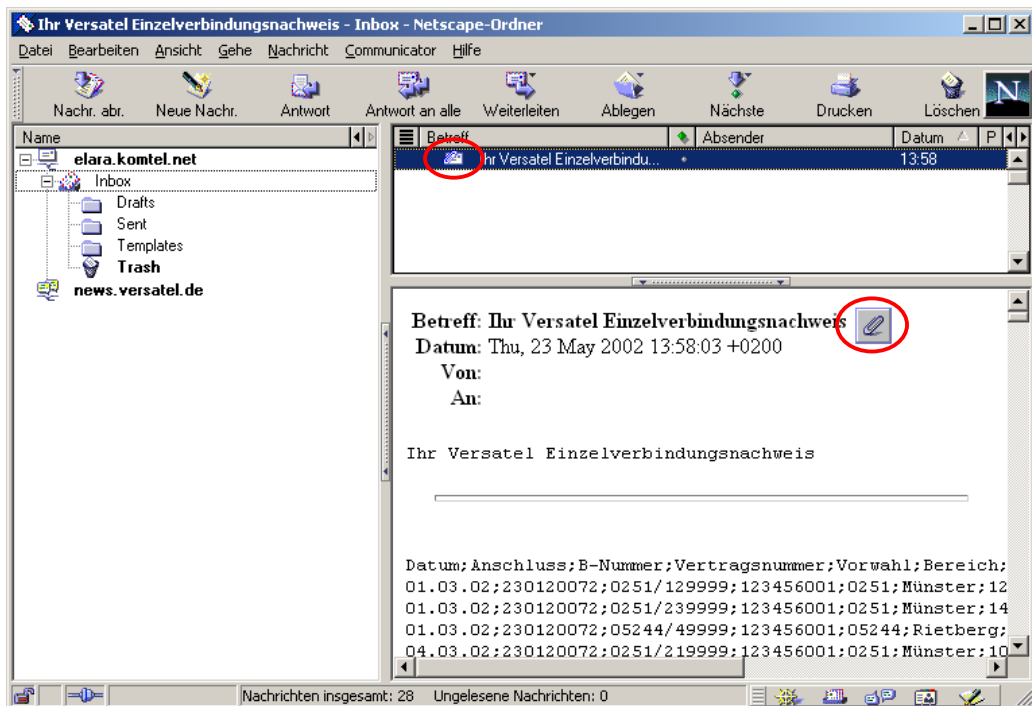 Ihr Versatel Einzelverbindungsnachweis - Inbox - Netscape-Ordner
Datei Bearbeiten Ansicht Gehe Nachricht Communicator Hilfe
Nachr. abr. Neue Nachr. Antwort Antwort an alle Weiterleiten Ablegen Nächste Drucken Löschen N
Name
elara.komtel.net
Inbox
Drafts
Sent
Templates
Trash
news.versatel.de
Betreff Absender Datum P
Ihr Versatel Einzelverbindu... 13:58
Betreff: Ihr Versatel Einzelverbindungsnachweis
Datum: Thu, 23 May 2002 13:58:03 +0200
Von:
An:
Ihr Versatel Einzelverbindungsnachweis
Datum;Anschluss;B-Nummer;Vertragsnummer;Vorwahl;Bereich;
01.03.02;230120072;0251/129999;123456001;0251;Münster;12
01.03.02;230120072;0251/239999;123456001;0251;Münster;14
01.03.02;230120072;05244/49999;123456001;05244;Rietberg;
04.03.02;230120072;0251/219999;123456001;0251;Münster;10
Nachrichten insgesamt: 28 Ungelesene Nachrichten: 0